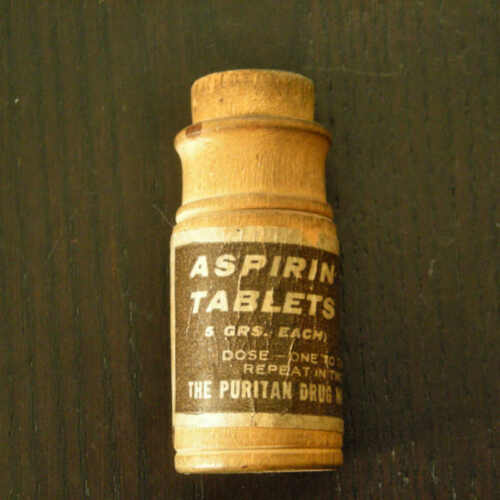 ASPIRIN
TABLETS
5 GRS. EACH)
DOSE—ONE TO
REPEAT IN
THE PURITAN DRUG